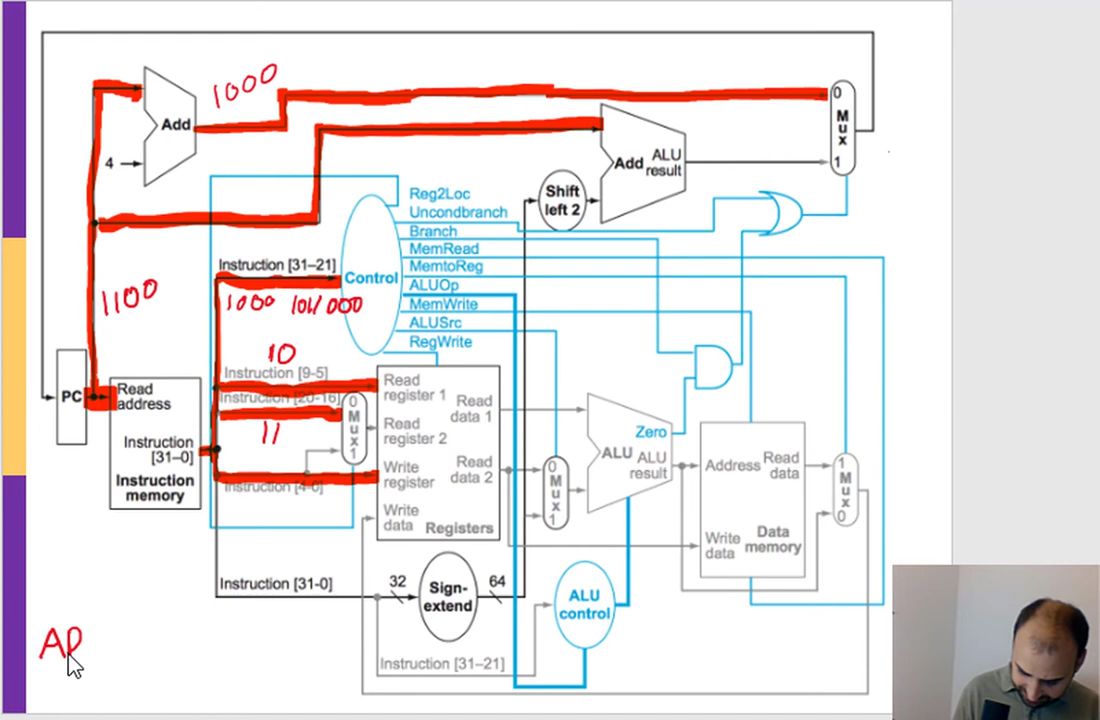 1000
Add
4
0
Mux
1
Add ALU result
Shift left 2
Reg2Loc
Uncondbranch
Branch
MemRead
MemtoReg
ALUOp
MemWrite
ALUSrc
RegWrite
Instruction [31–21]
Control
1100
1000
10
Instruction [9-5]
Instruction [20-16]
11
Instruction [4-0]
PC
Read address
Instruction [31–0]
Instruction memory
0
Mux
1
Read register 1
Read data 1
Read register 2
Write register
Read data 2
Write data
Registers
0
Mux
1
Zero
ALU ALU result
Address
Read data
Write data
Data memory
1
Mux
0
Instruction [31-0]
32
Sign-extend
64
ALU control
Instruction [31–21]
AD